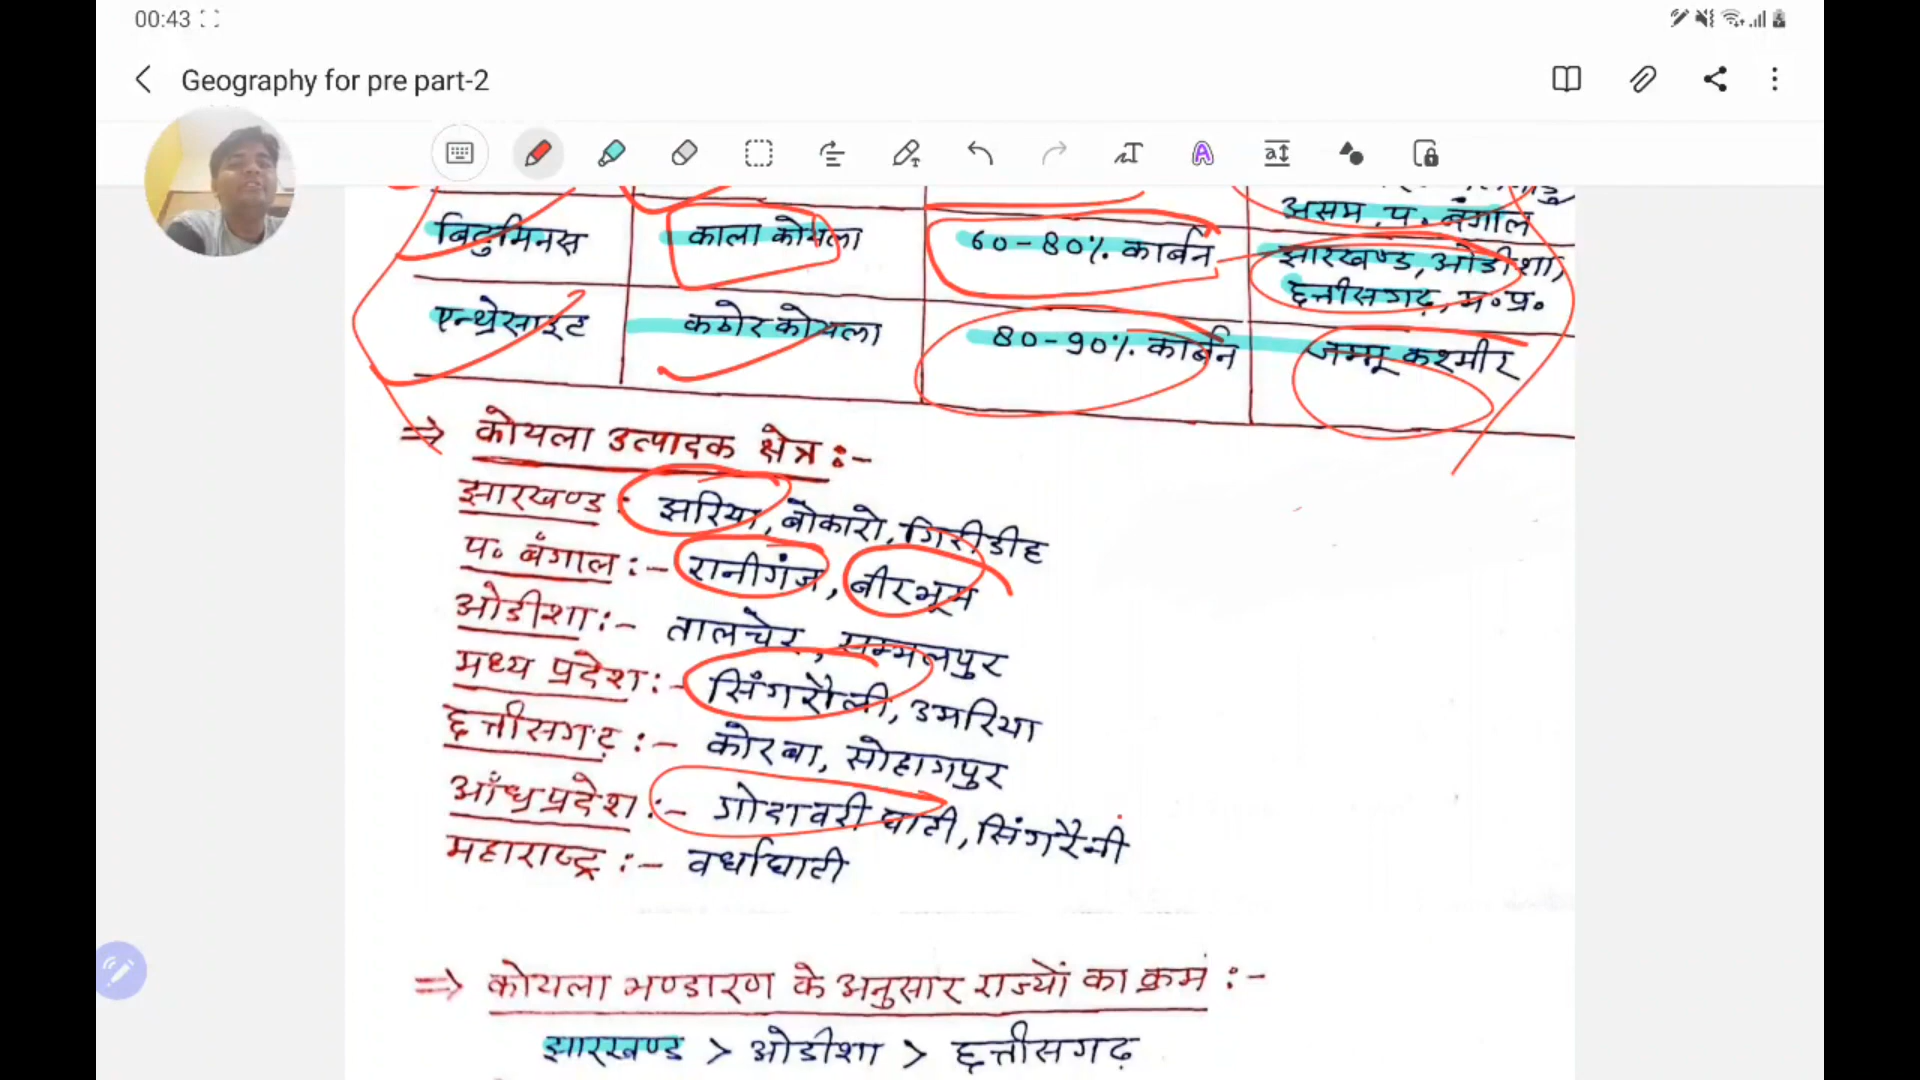 00:43
Geography for pre part-2
असम, प. बंगाल
बिटुमिनस काला कोयला 60-80% कार्बन झारखण्ड, ओडीशा,
छत्तीसगढ़, म.प्र.
एन्थ्रेसाइट कठोर कोयला 80-90% कार्बन जम्मू कश्मीर
⇒ कोयला उत्पादक क्षेत्र :-
झारखण्ड : झरिया, बोकारो, गिरीडीह
प. बंगाल :- रानीगंज, बीरभूम
ओडीशा :- तालचेर, सम्भलपुर
मध्य प्रदेश :- सिंगरौली, उमरिया
छत्तीसगढ़ :- कोरबा, सोहागपुर
आँध्रप्रदेश :- गोदावरी घाटी, सिंगरैनी
महाराष्ट्र :- वर्धाघाटी
⇒ कोयला भण्डारण के अनुसार राज्यों का क्रम :-
झारखण्ड > ओडीशा > छत्तीसगढ़